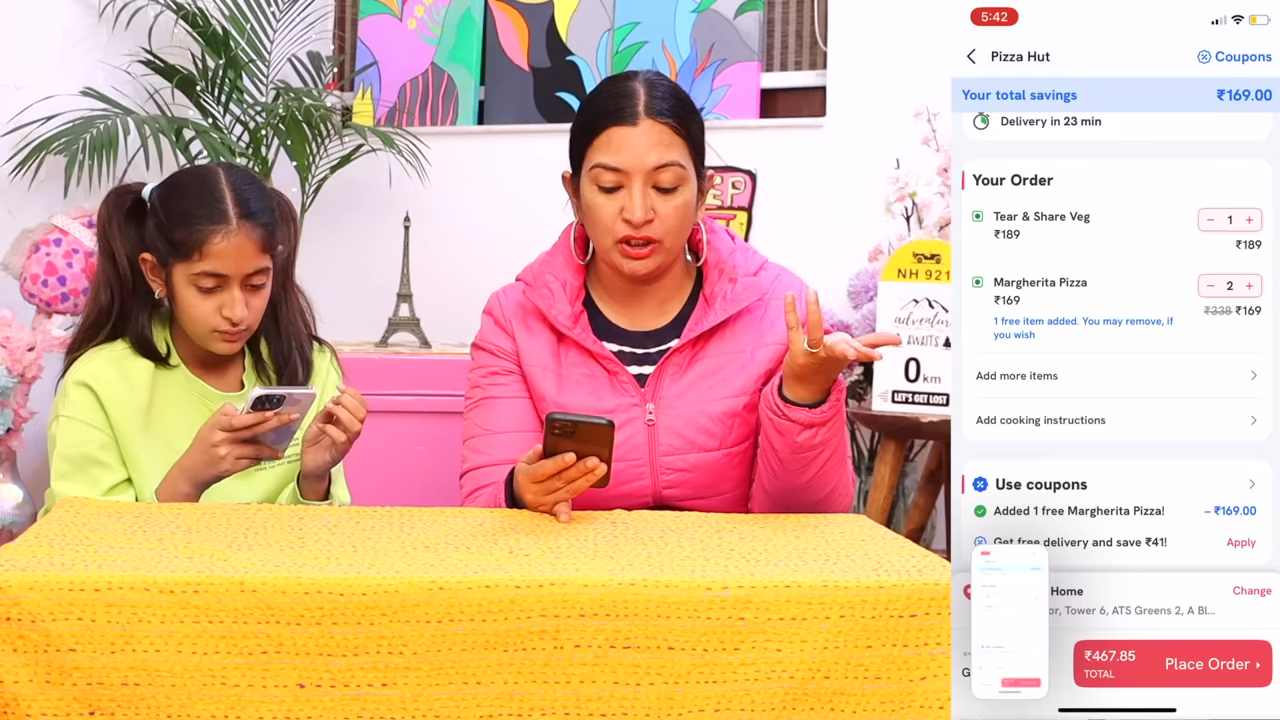 EP
NH 921
adventure
AWAITS
0 km
LET'S GET LOST
5:42
Pizza Hut
Coupons
Your total savings ₹169.00
Delivery in 23 min
Your Order
Tear & Share Veg − 1 +
₹189 ₹189
Margherita Pizza − 2 +
₹169 ₹338 ₹169
1 free item added. You may remove, if
you wish
Add more items
Add cooking instructions
Use coupons
Added 1 free Margherita Pizza! − ₹169.00
Get free delivery and save ₹41! Apply
Home Change
or, Tower 6, ATS Greens 2, A Bl...
G
₹467.85
TOTAL
Place Order